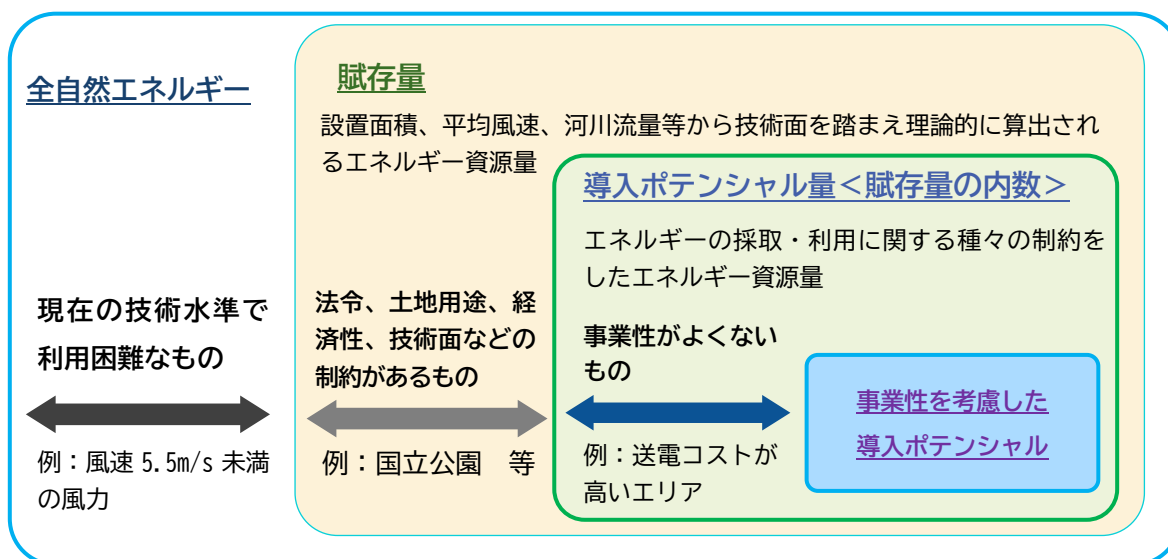 全自然エネルギー
現在の技術水準で
利用困難なもの
例：風速 5.5m/s 未満
の風力
賦存量
設置面積、平均風速、河川流量等から技術面を踏まえ理論的に算出され
るエネルギー資源量
法令、土地用途、経
済性、技術面などの
制約があるもの
例：国立公園　等
導入ポテンシャル量＜賦存量の内数＞
エネルギーの採取・利用に関する種々の制約を
したエネルギー資源量
事業性がよくない
もの
例：送電コストが
高いエリア
事業性を考慮した
導入ポテンシャル